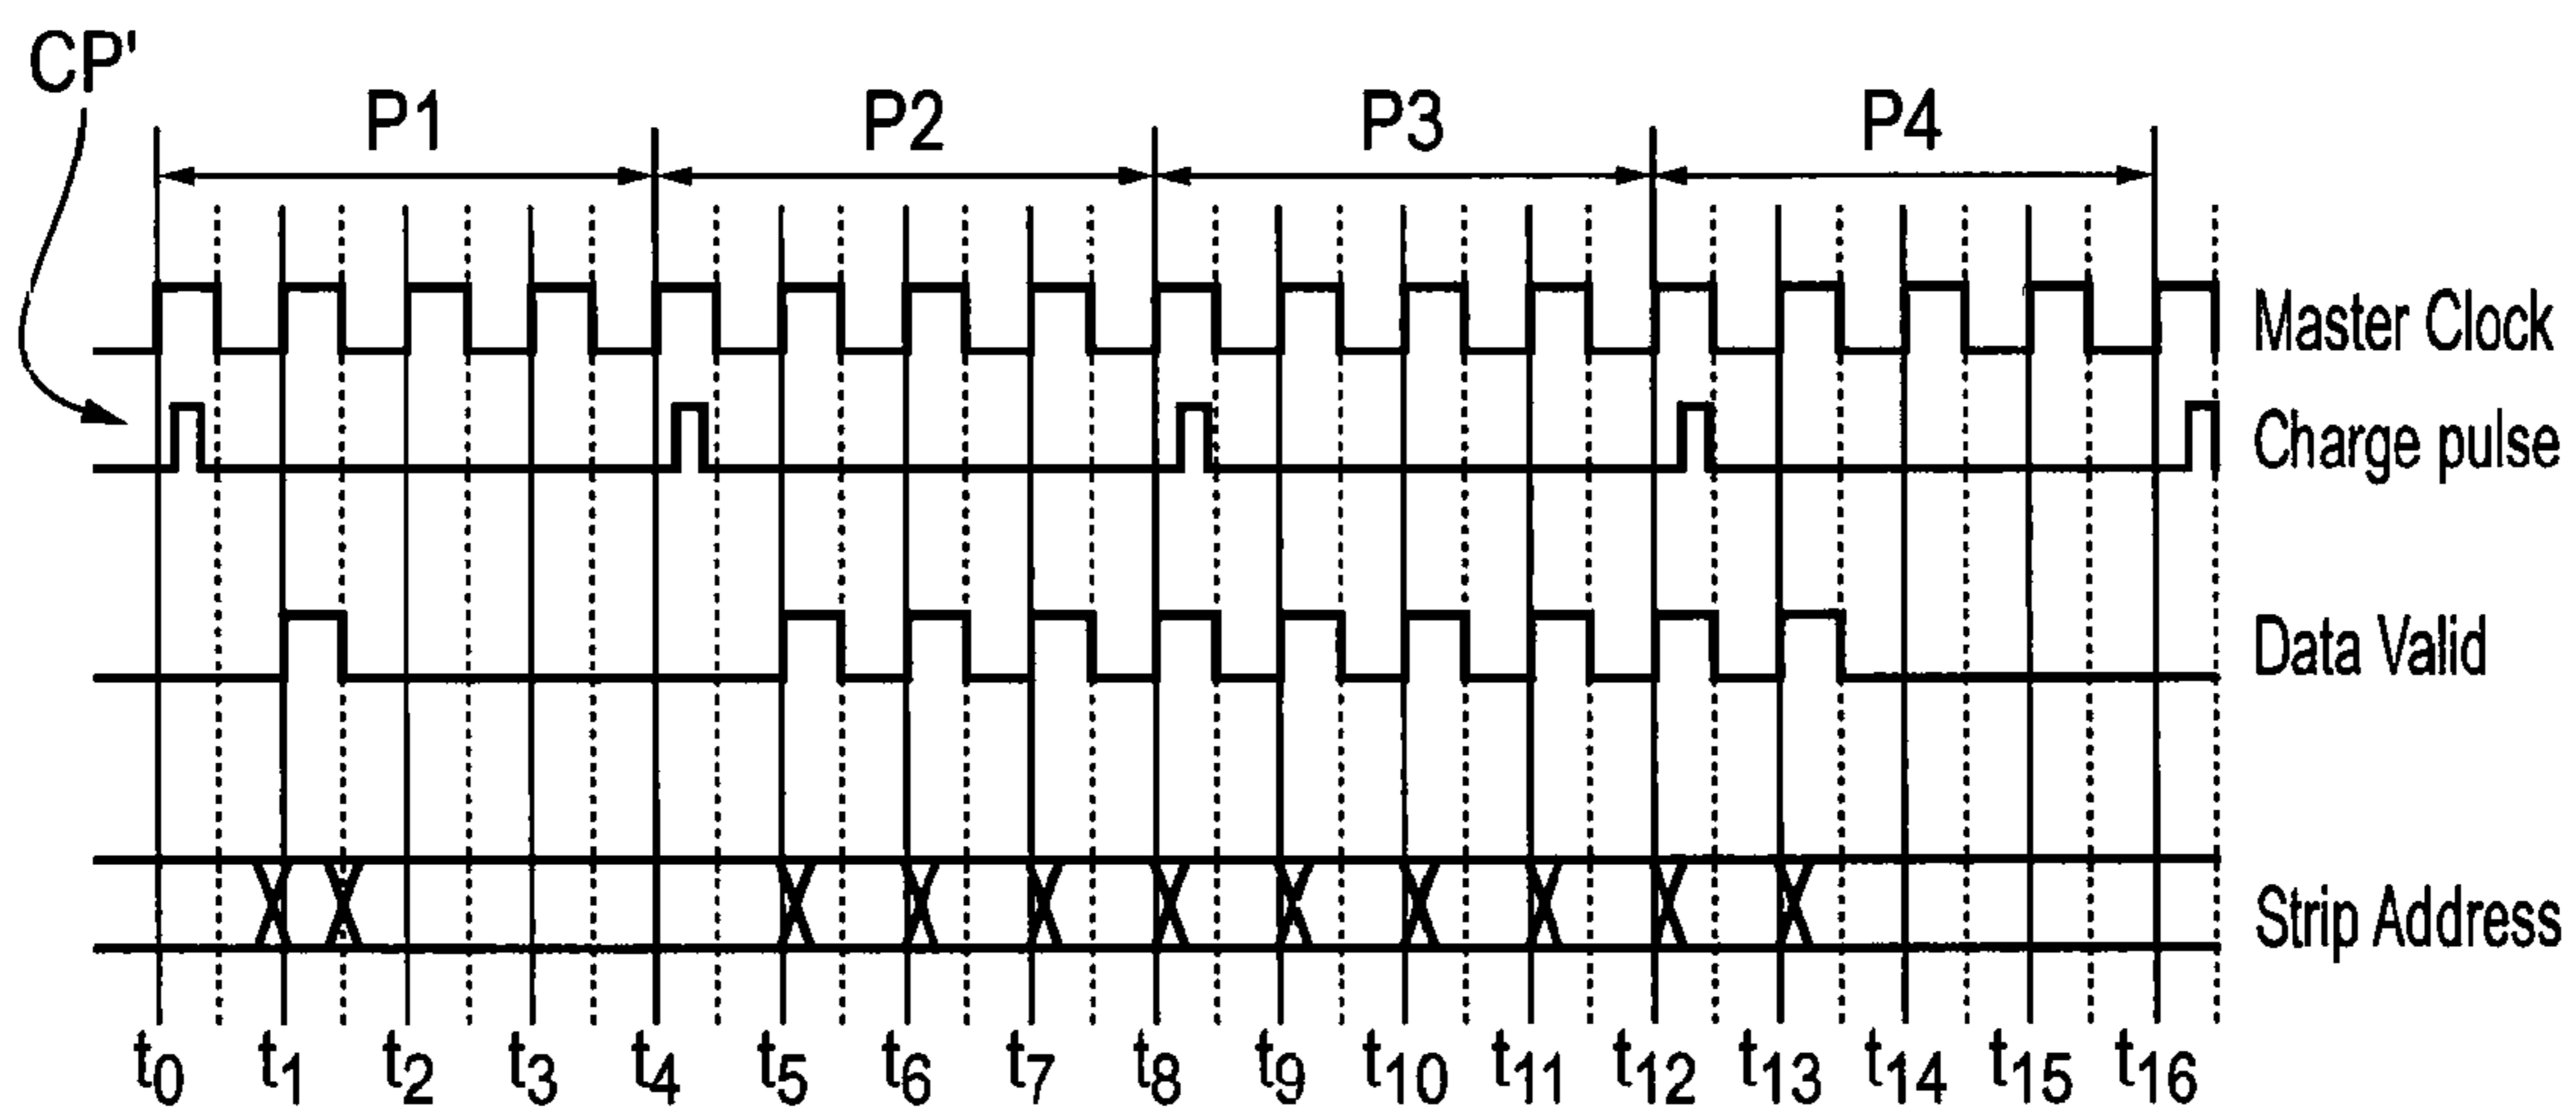 CP'
P1 P2 P3 P4
Master Clock
Charge pulse
Data Valid
Strip Address
t0 t1 t2 t3 t4 t5 t6 t7 t8 t9 t10 t11 t12 t13 t14 t15 t16